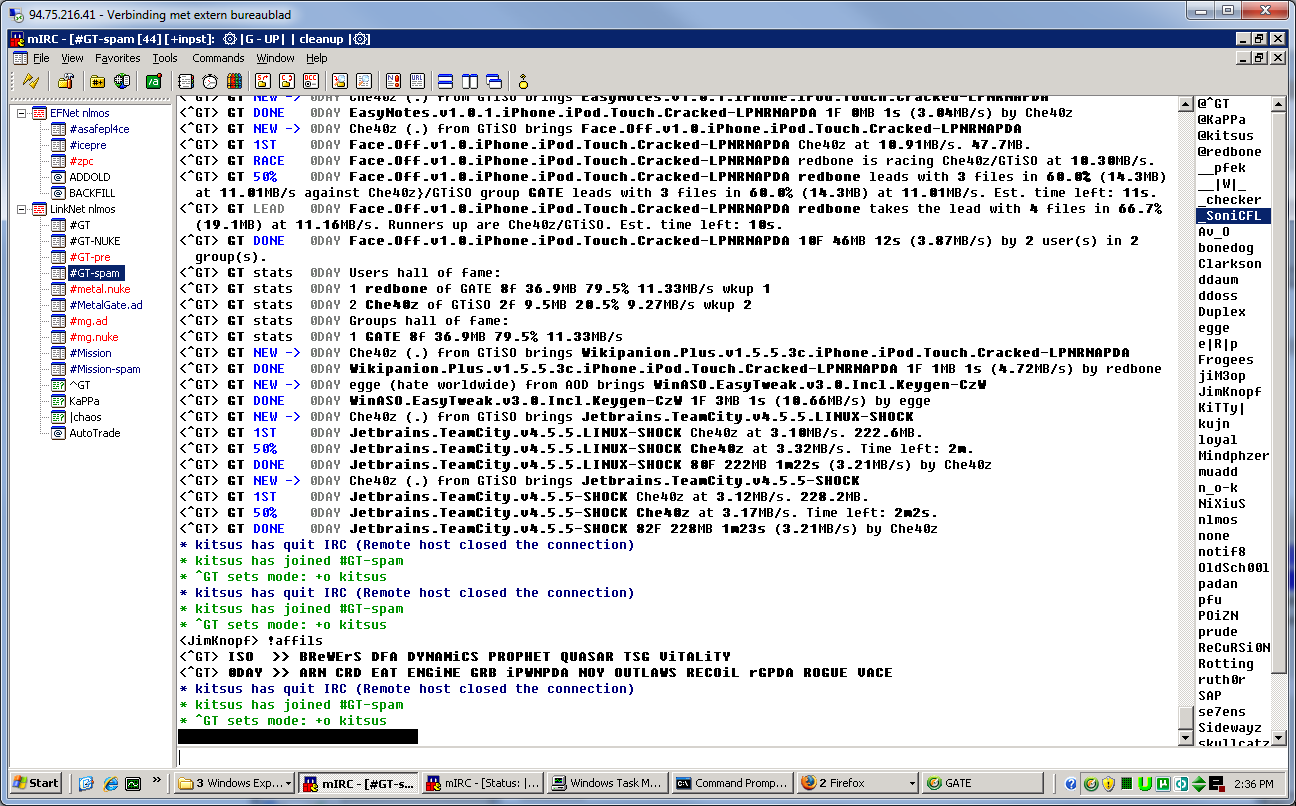 94.75.216.41 - Verbinding met extern bureaublad
mIRC - [#GT-spam [44] [+inpst]: |G - UP| | cleanup |]
File View Favorites Tools Commands Window Help
EFNet nlmos
#asafepl4ce
#icepre
#zpc
ADDOLD
BACKFILL
LinkNet nlmos
#GT
#GT-NUKE
#GT-pre
#GT-spam
#metal.nuke
#MetalGate.ad
#mg.ad
#mg.nuke
#Mission
#Mission-spam
^GT
KaPPa
|chaos
AutoTrade
<^GT> GT NEW -> 0DAY Che40z (.) from GTiSO brings EasyNotes.v1.0.1.iPhone.iPod.Touch.Cracked-LPNRNAPDA
<^GT> GT DONE 0DAY EasyNotes.v1.0.1.iPhone.iPod.Touch.Cracked-LPNRNAPDA 1F 0MB 1s (3.04MB/s) by Che40z
<^GT> GT NEW -> 0DAY Che40z (.) from GTiSO brings Face.Off.v1.0.iPhone.iPod.Touch.Cracked-LPNRNAPDA
<^GT> GT 1ST 0DAY Face.Off.v1.0.iPhone.iPod.Touch.Cracked-LPNRNAPDA Che40z at 10.91MB/s. 47.7MB.
<^GT> GT RACE 0DAY Face.Off.v1.0.iPhone.iPod.Touch.Cracked-LPNRNAPDA redbone is racing Che40z/GTiSO at 10.30MB/s.
<^GT> GT 50% 0DAY Face.Off.v1.0.iPhone.iPod.Touch.Cracked-LPNRNAPDA redbone leads with 3 files in 60.0% (14.3MB)
at 11.01MB/s against Che40z}/GTiSO group GATE leads with 3 files in 60.0% (14.3MB) at 11.01MB/s. Est. time left: 11s.
<^GT> GT LEAD 0DAY Face.Off.v1.0.iPhone.iPod.Touch.Cracked-LPNRNAPDA redbone takes the lead with 4 files in 66.7%
(19.1MB) at 11.16MB/s. Runners up are Che40z/GTiSO. Est. time left: 10s.
<^GT> GT DONE 0DAY Face.Off.v1.0.iPhone.iPod.Touch.Cracked-LPNRNAPDA 10F 46MB 12s (3.87MB/s) by 2 user(s) in 2
group(s).
<^GT> GT stats 0DAY Users hall of fame:
<^GT> GT stats 0DAY 1 redbone of GATE 8f 36.9MB 79.5% 11.33MB/s wkup 1
<^GT> GT stats 0DAY 2 Che40z of GTiSO 2f 9.5MB 20.5% 9.27MB/s wkup 2
<^GT> GT stats 0DAY Groups hall of fame:
<^GT> GT stats 0DAY 1 GATE 8f 36.9MB 79.5% 11.33MB/s
<^GT> GT NEW -> 0DAY Che40z (.) from GTiSO brings Wikipanion.Plus.v1.5.5.3c.iPhone.iPod.Touch.Cracked-LPNRNAPDA
<^GT> GT DONE 0DAY Wikipanion.Plus.v1.5.5.3c.iPhone.iPod.Touch.Cracked-LPNRNAPDA 1F 1MB 1s (4.72MB/s) by redbone
<^GT> GT NEW -> 0DAY egge (hate worldwide) from AOD brings WinASO.EasyTweak.v3.0.Incl.Keygen-CzW
<^GT> GT DONE 0DAY WinASO.EasyTweak.v3.0.Incl.Keygen-CzW 1F 3MB 1s (10.66MB/s) by egge
<^GT> GT NEW -> 0DAY Che40z (.) from GTiSO brings Jetbrains.TeamCity.v4.5.5.LINUX-SHOCK
<^GT> GT 1ST 0DAY Jetbrains.TeamCity.v4.5.5.LINUX-SHOCK Che40z at 3.10MB/s. 222.6MB.
<^GT> GT 50% 0DAY Jetbrains.TeamCity.v4.5.5.LINUX-SHOCK Che40z at 3.32MB/s. Time left: 2m.
<^GT> GT DONE 0DAY Jetbrains.TeamCity.v4.5.5.LINUX-SHOCK 80F 222MB 1m22s (3.21MB/s) by Che40z
<^GT> GT NEW -> 0DAY Che40z (.) from GTiSO brings Jetbrains.TeamCity.v4.5.5-SHOCK
<^GT> GT 1ST 0DAY Jetbrains.TeamCity.v4.5.5-SHOCK Che40z at 3.12MB/s. 228.2MB.
<^GT> GT 50% 0DAY Jetbrains.TeamCity.v4.5.5-SHOCK Che40z at 3.17MB/s. Time left: 2m2s.
<^GT> GT DONE 0DAY Jetbrains.TeamCity.v4.5.5-SHOCK 82F 228MB 1m23s (3.21MB/s) by Che40z
* kitsus has quit IRC (Remote host closed the connection)
* kitsus has joined #GT-spam
* ^GT sets mode: +o kitsus
* kitsus has quit IRC (Remote host closed the connection)
* kitsus has joined #GT-spam
* ^GT sets mode: +o kitsus
<JimKnopf> !affils
<^GT> ISO >> BReWErS DFA DYNAMiCS PROPHET QUASAR TSG ViTALiTY
<^GT> 0DAY >> ARN CRD EAT ENGiNE GRB iPWNPDA NOY OUTLAWS RECOiL rGPDA ROGUE VACE
* kitsus has quit IRC (Remote host closed the connection)
* kitsus has joined #GT-spam
* ^GT sets mode: +o kitsus
@^GT
@KaPPa
@kitsus
@redbone
__pfek
__|W|_
_checker
_SoniCFL
Av_O
bonedog
Clarkson
ddaum
ddoss
Duplex
egge
e|R|p
Frogees
jiM3op
JimKnopf
KiTTy|
kujn
loyal
Mindphzer
muadd
n_o-k
NiXiuS
nlmos
none
notif8
OldSch00l
padan
pfu
POiZN
prude
ReCuRSi0N
Rotting
ruth0r
SAP
se7ens
Sidewayz
skullcatz
Start
3 Windows Exp...
mIRC - [#GT-s...
mIRC - [Status: |...
Windows Task M...
Command Promp...
2 Firefox
GATE
2:36 PM